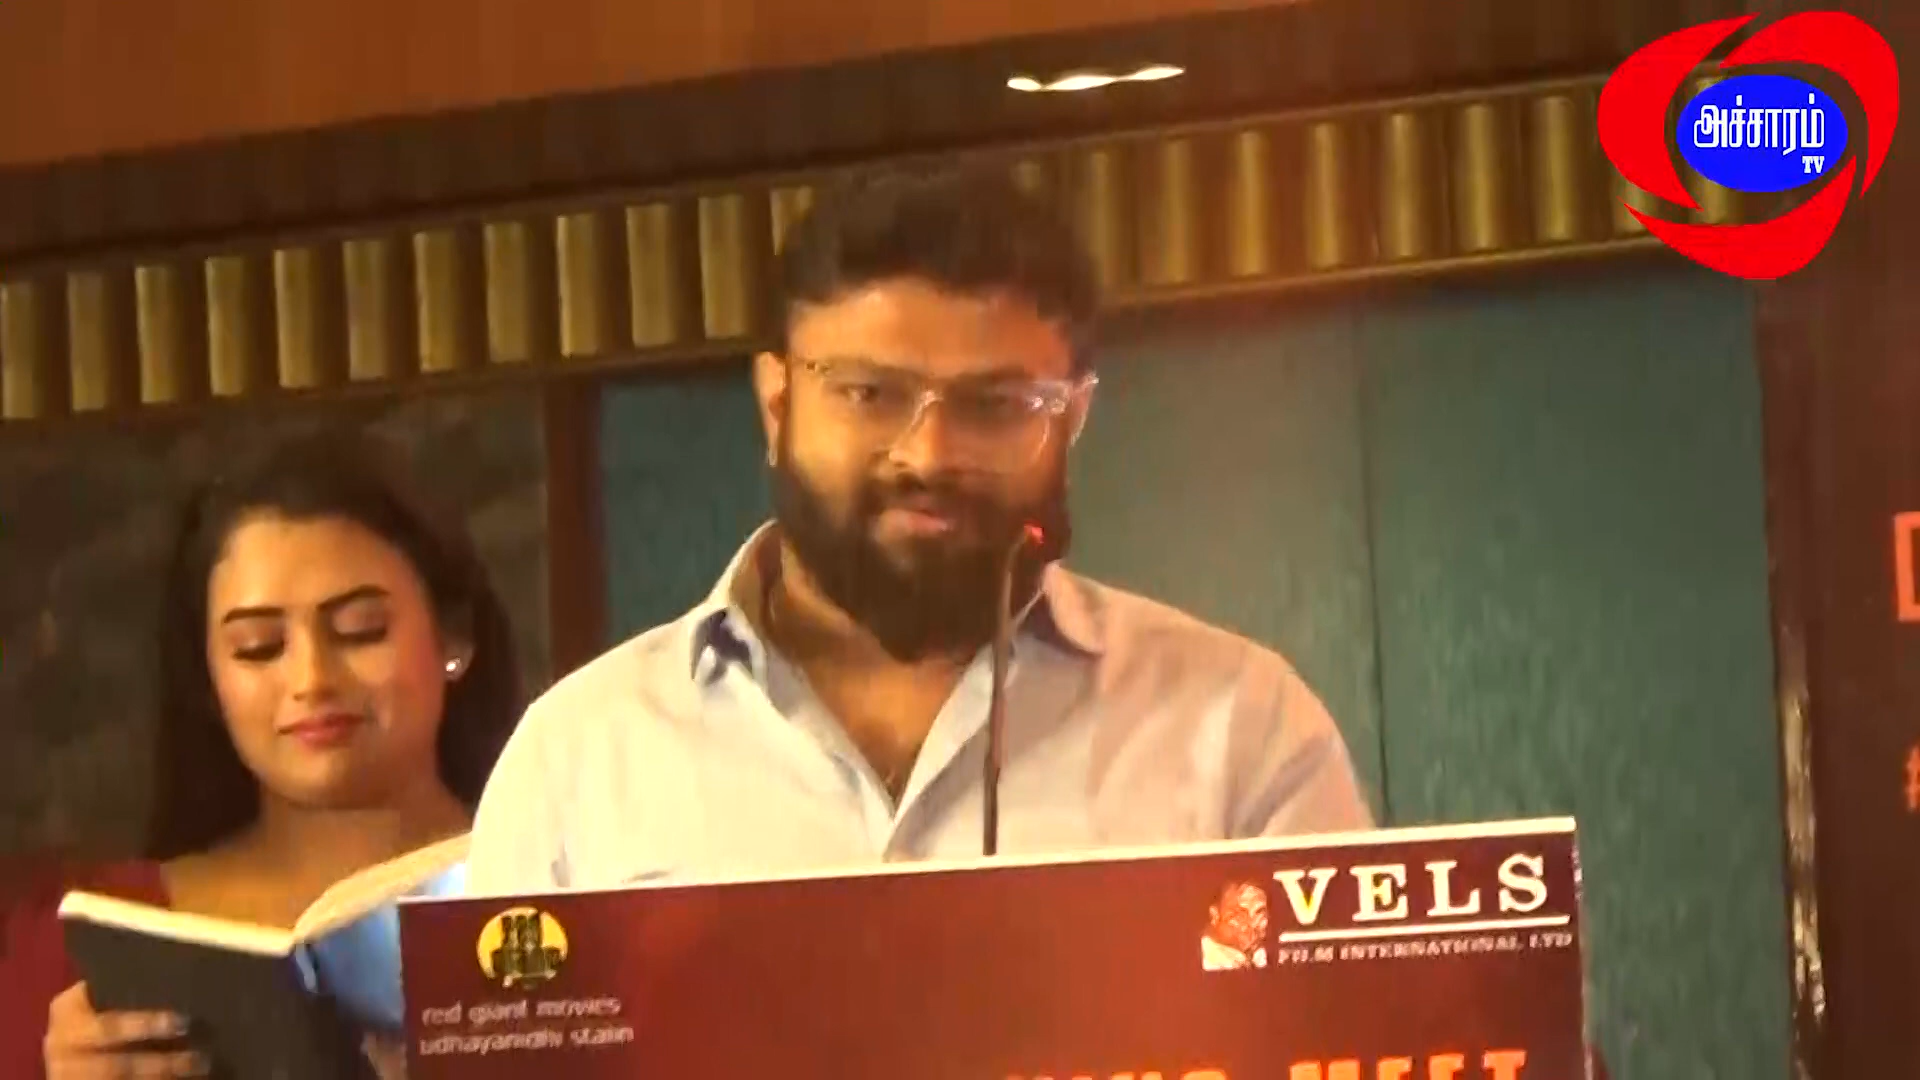 அச்சாரம்
TV
VELS
FILM INTERNATIONAL LTD
red giant movies
udhayanidhi stalin